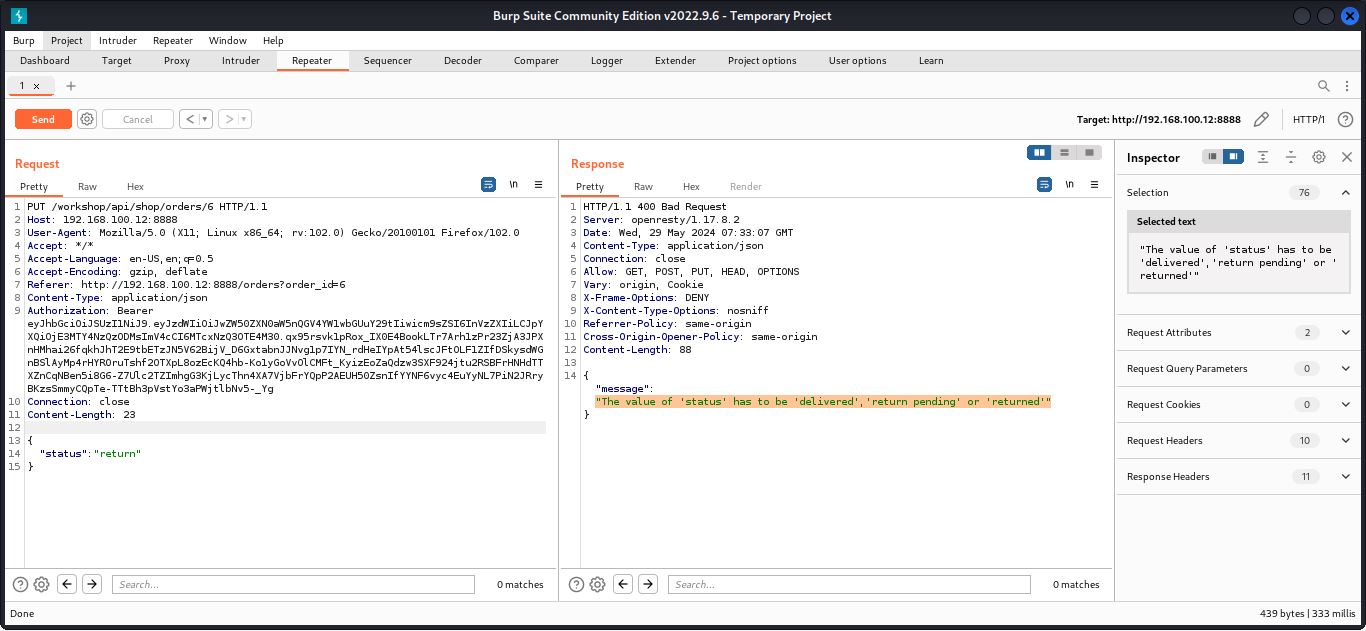 Burp Suite Community Edition v2022.9.6 - Temporary Project
Burp Project Intruder Repeater Window Help
Dashboard Target Proxy Intruder Repeater Sequencer Decoder Comparer Logger Extender Project options User options Learn
1 × +
Send Cancel < > Target: http://192.168.100.12:8888 HTTP/1 ?
Request
Pretty Raw Hex \n
1 PUT /workshop/api/shop/orders/6 HTTP/1.1
2 Host: 192.168.100.12:8888
3 User-Agent: Mozilla/5.0 (X11; Linux x86_64; rv:102.0) Gecko/20100101 Firefox/102.0
4 Accept: */*
5 Accept-Language: en-US,en;q=0.5
6 Accept-Encoding: gzip, deflate
7 Referer: http://192.168.100.12:8888/orders?order_id=6
8 Content-Type: application/json
9 Authorization: Bearer
10 Connection: close
11 Content-Length: 23
12
13 {
14 "status":"return"
15 }
? Search... 0 matches
Response
Pretty Raw Hex Render \n
1 HTTP/1.1 400 Bad Request
2 Server: openresty/1.17.8.2
3 Date: Wed, 29 May 2024 07:33:07 GMT
4 Content-Type: application/json
5 Connection: close
6 Allow: GET, POST, PUT, HEAD, OPTIONS
7 Vary: origin, Cookie
8 X-Frame-Options: DENY
9 X-Content-Type-Options: nosniff
10 Referrer-Policy: same-origin
11 Cross-Origin-Opener-Policy: same-origin
12 Content-Length: 88
13
14 {
"message":
"The value of 'status' has to be 'delivered','return pending' or 'returned'"
}
? Search... 0 matches
Inspector
Selection 76
Selected text
"The value of 'status' has to be
'delivered','return pending' or '
returned'"
Request Attributes 2
Request Query Parameters 0
Request Cookies 0
Request Headers 10
Response Headers 11
Done
439 bytes | 333 millis